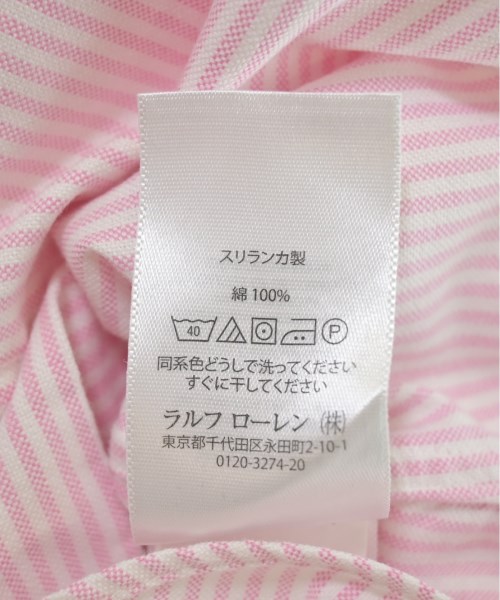 スリランカ製
綿 100%
40 P
同系色どうしで洗ってください
すぐに干してください
ラルフ ローレン (株)
東京都千代田区永田町2-10-1
0120-3274-20